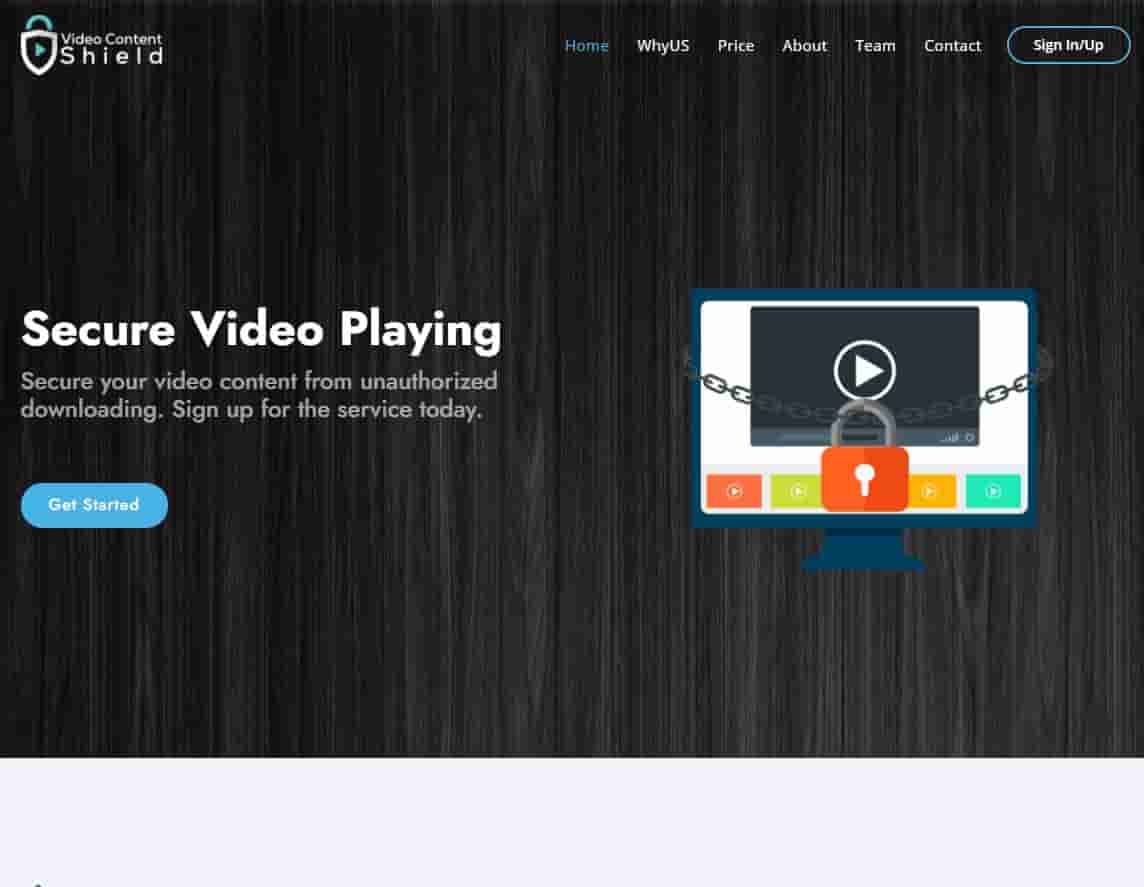 Video Content
Shield
Home
WhyUS
Price
About
Team
Contact
Sign In/Up
Secure Video Playing
Secure your video content from unauthorized
downloading. Sign up for the service today.
Get Started